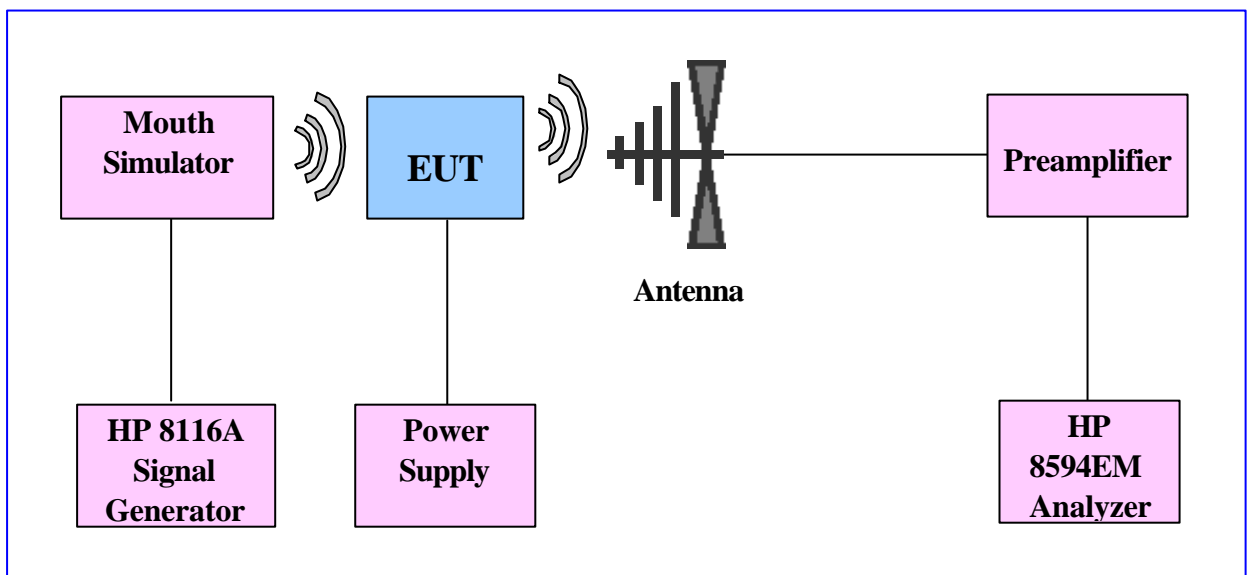 Mouth
Simulator
EUT
Preamplifier
Antenna
HP 8116A
Signal
Generator
Power
Supply
HP
8594EM
Analyzer